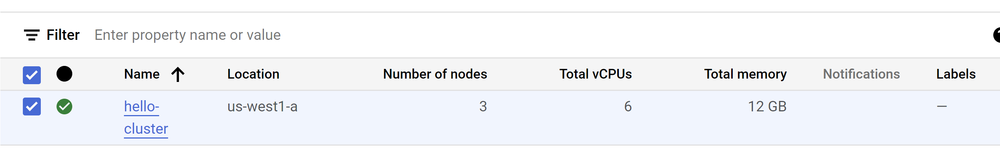 Filter Enter property name or value
Name Location Number of nodes Total vCPUs Total memory Notifications Labels
hello- us-west1-a 3 6 12 GB —
cluster